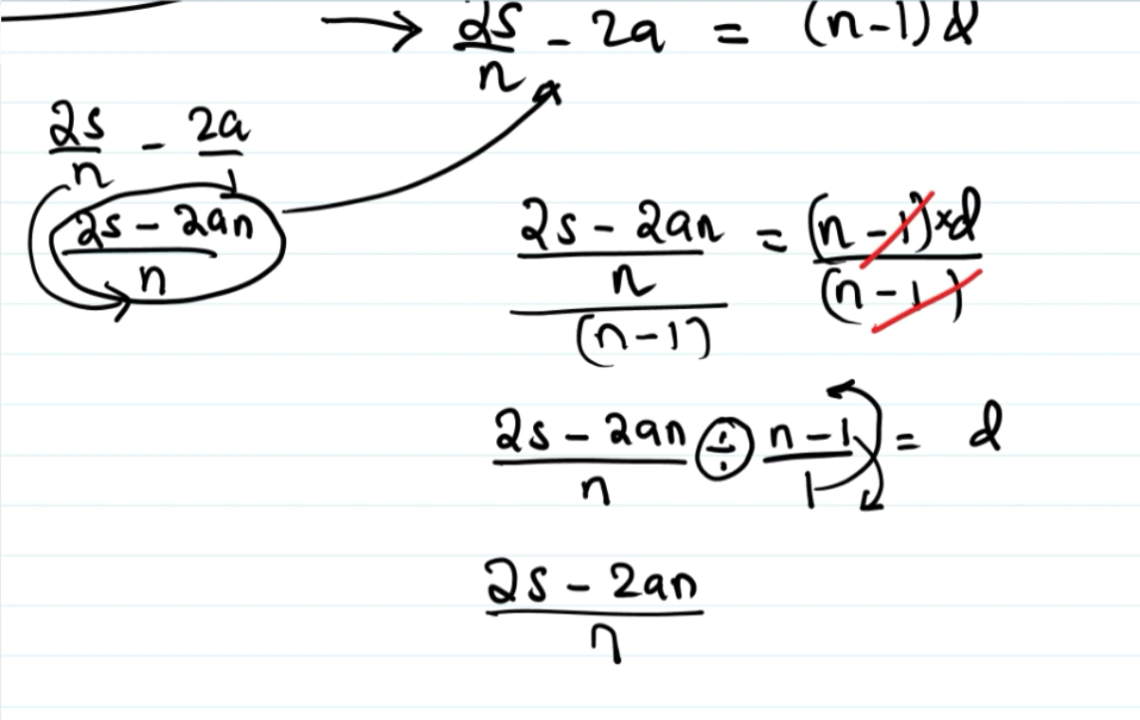 → 2s/n - 2a = (n-1)d
2s/n - 2a/1
(2s - 2an)/n
(2s - 2an)/n/(n-1) = (n-1)×d/(n-1)
(2s - 2an)/n ÷ (n-1)/1 = d
(2s - 2an)/n